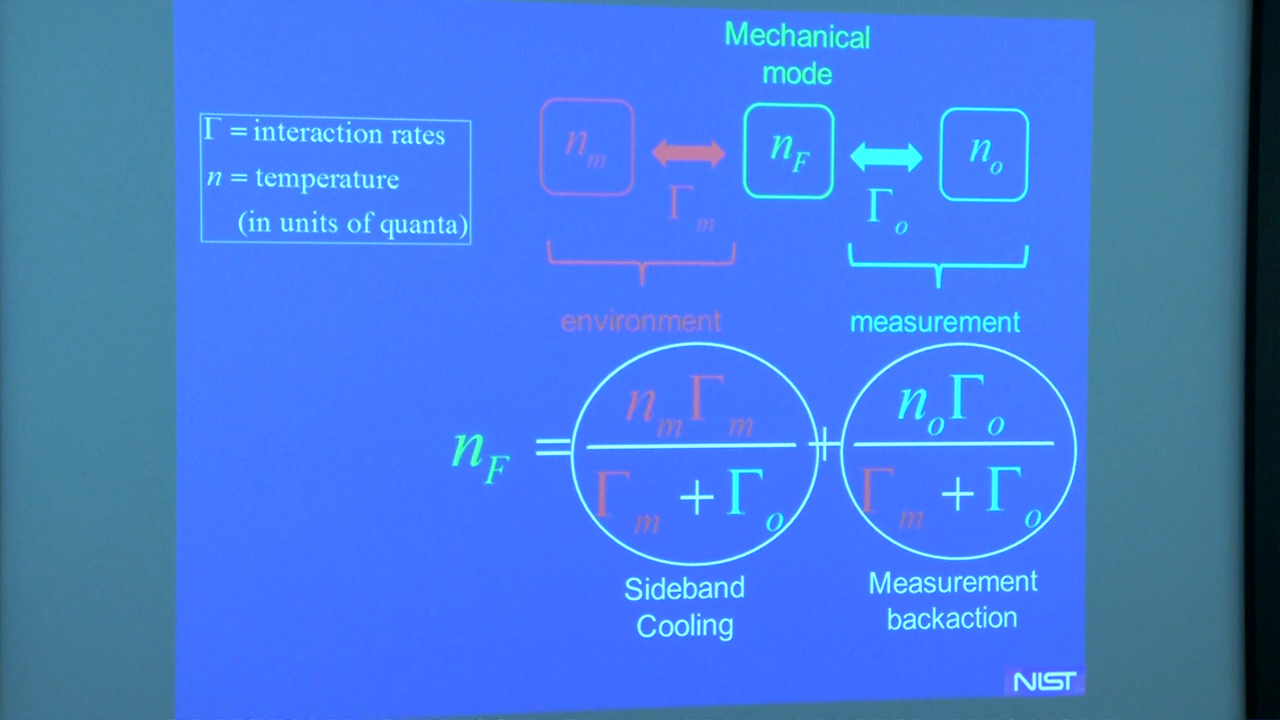 Mechanical
mode
Γ = interaction rates
n = temperature
(in units of quanta)
n_m Γ_m n_F Γ_o n_o
environment measurement
n_F = n_m Γ_m / (Γ_m + Γ_o) + n_o Γ_o / (Γ_m + Γ_o)
Sideband
Cooling
Measurement
backaction
NIST